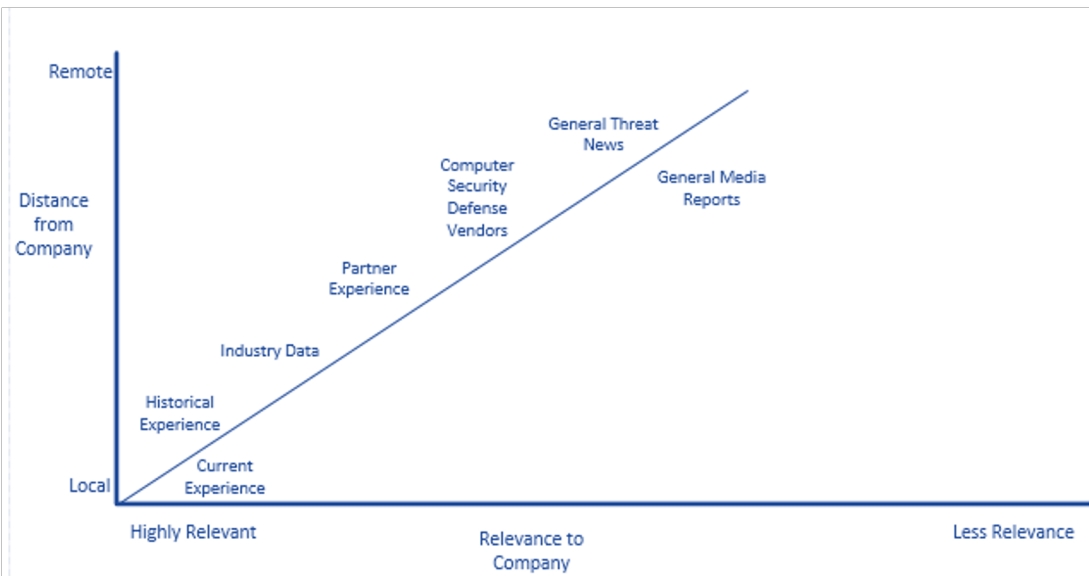 Remote
General Threat
News
Computer
Security
Defense
Vendors
General Media
Reports
Distance
from
Company
Partner
Experience
Industry Data
Historical
Experience
Current
Experience
Local
Highly Relevant
Relevance to
Company
Less Relevance